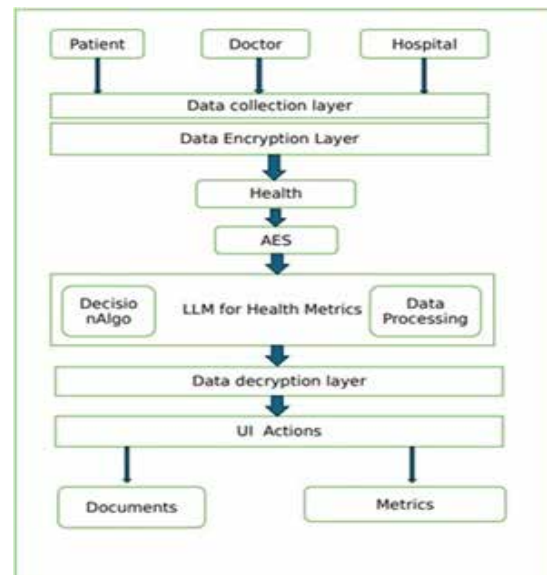 Patient
Doctor
Hospital
Data collection layer
Data Encryption Layer
Health
AES
Decisio
nAlgo
LLM for Health Metrics
Data
Processing
Data decryption layer
UI Actions
Documents
Metrics